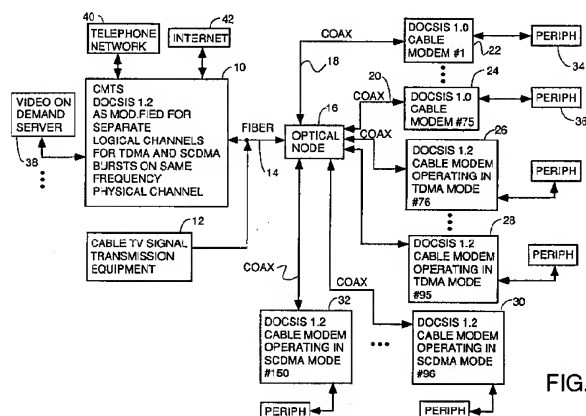 40
TELEPHONE
NETWORK
42
INTERNET
10
CMTS
DOCSIS 1.2
AS MODIFIED FOR
SEPARATE
LOGICAL CHANNELS
FOR TDMA AND SCDMA
BURSTS ON SAME
FREQUENCY
PHYSICAL CHANNEL
VIDEO ON
DEMAND
SERVER
38
12
CABLE TV SIGNAL
TRANSMISSION
EQUIPMENT
FIBER
14
16
OPTICAL
NODE
COAX
18
20
COAX
COAX
COAX
COAX
COAX
DOCSIS 1.0
CABLE
MODEM #1
22
PERIPH
34
24
DOCSIS 1.0
CABLE
MODEM #75
PERIPH
36
26
DOCSIS 1.2
CABLE MODEM
OPERATING IN
TDMA MODE
#76
PERIPH
28
DOCSIS 1.2
CABLE MODEM
OPERATING IN
TDMA MODE
#95
PERIPH
32
DOCSIS 1.2
CABLE MODEM
OPERATING IN
SCDMA MODE
#150
PERIPH
30
DOCSIS 1.2
CABLE MODEM
OPERATING IN
SCDMA MODE
#96
PERIPH
FIG.